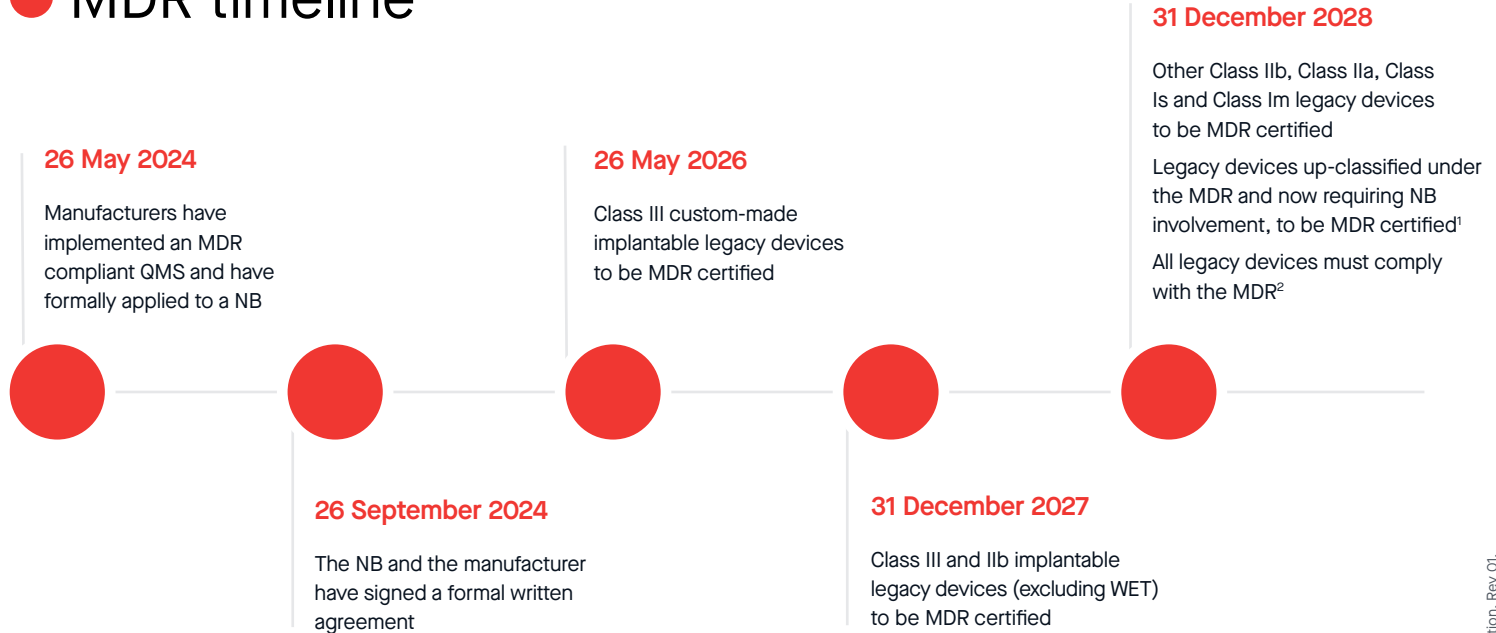 MDR timeline
26 May 2024
Manufacturers have
implemented an MDR
compliant QMS and have
formally applied to a NB
26 September 2024
The NB and the manufacturer
have signed a formal written
agreement
26 May 2026
Class III custom-made
implantable legacy devices
to be MDR certified
31 December 2027
Class III and IIb implantable
legacy devices (excluding WET)
to be MDR certified
31 December 2028
Other Class IIb, Class IIa, Class
Is and Class Im legacy devices
to be MDR certified
Legacy devices up-classified under
the MDR and now requiring NB
involvement, to be MDR certified¹
All legacy devices must comply
with the MDR²
Rev 01.